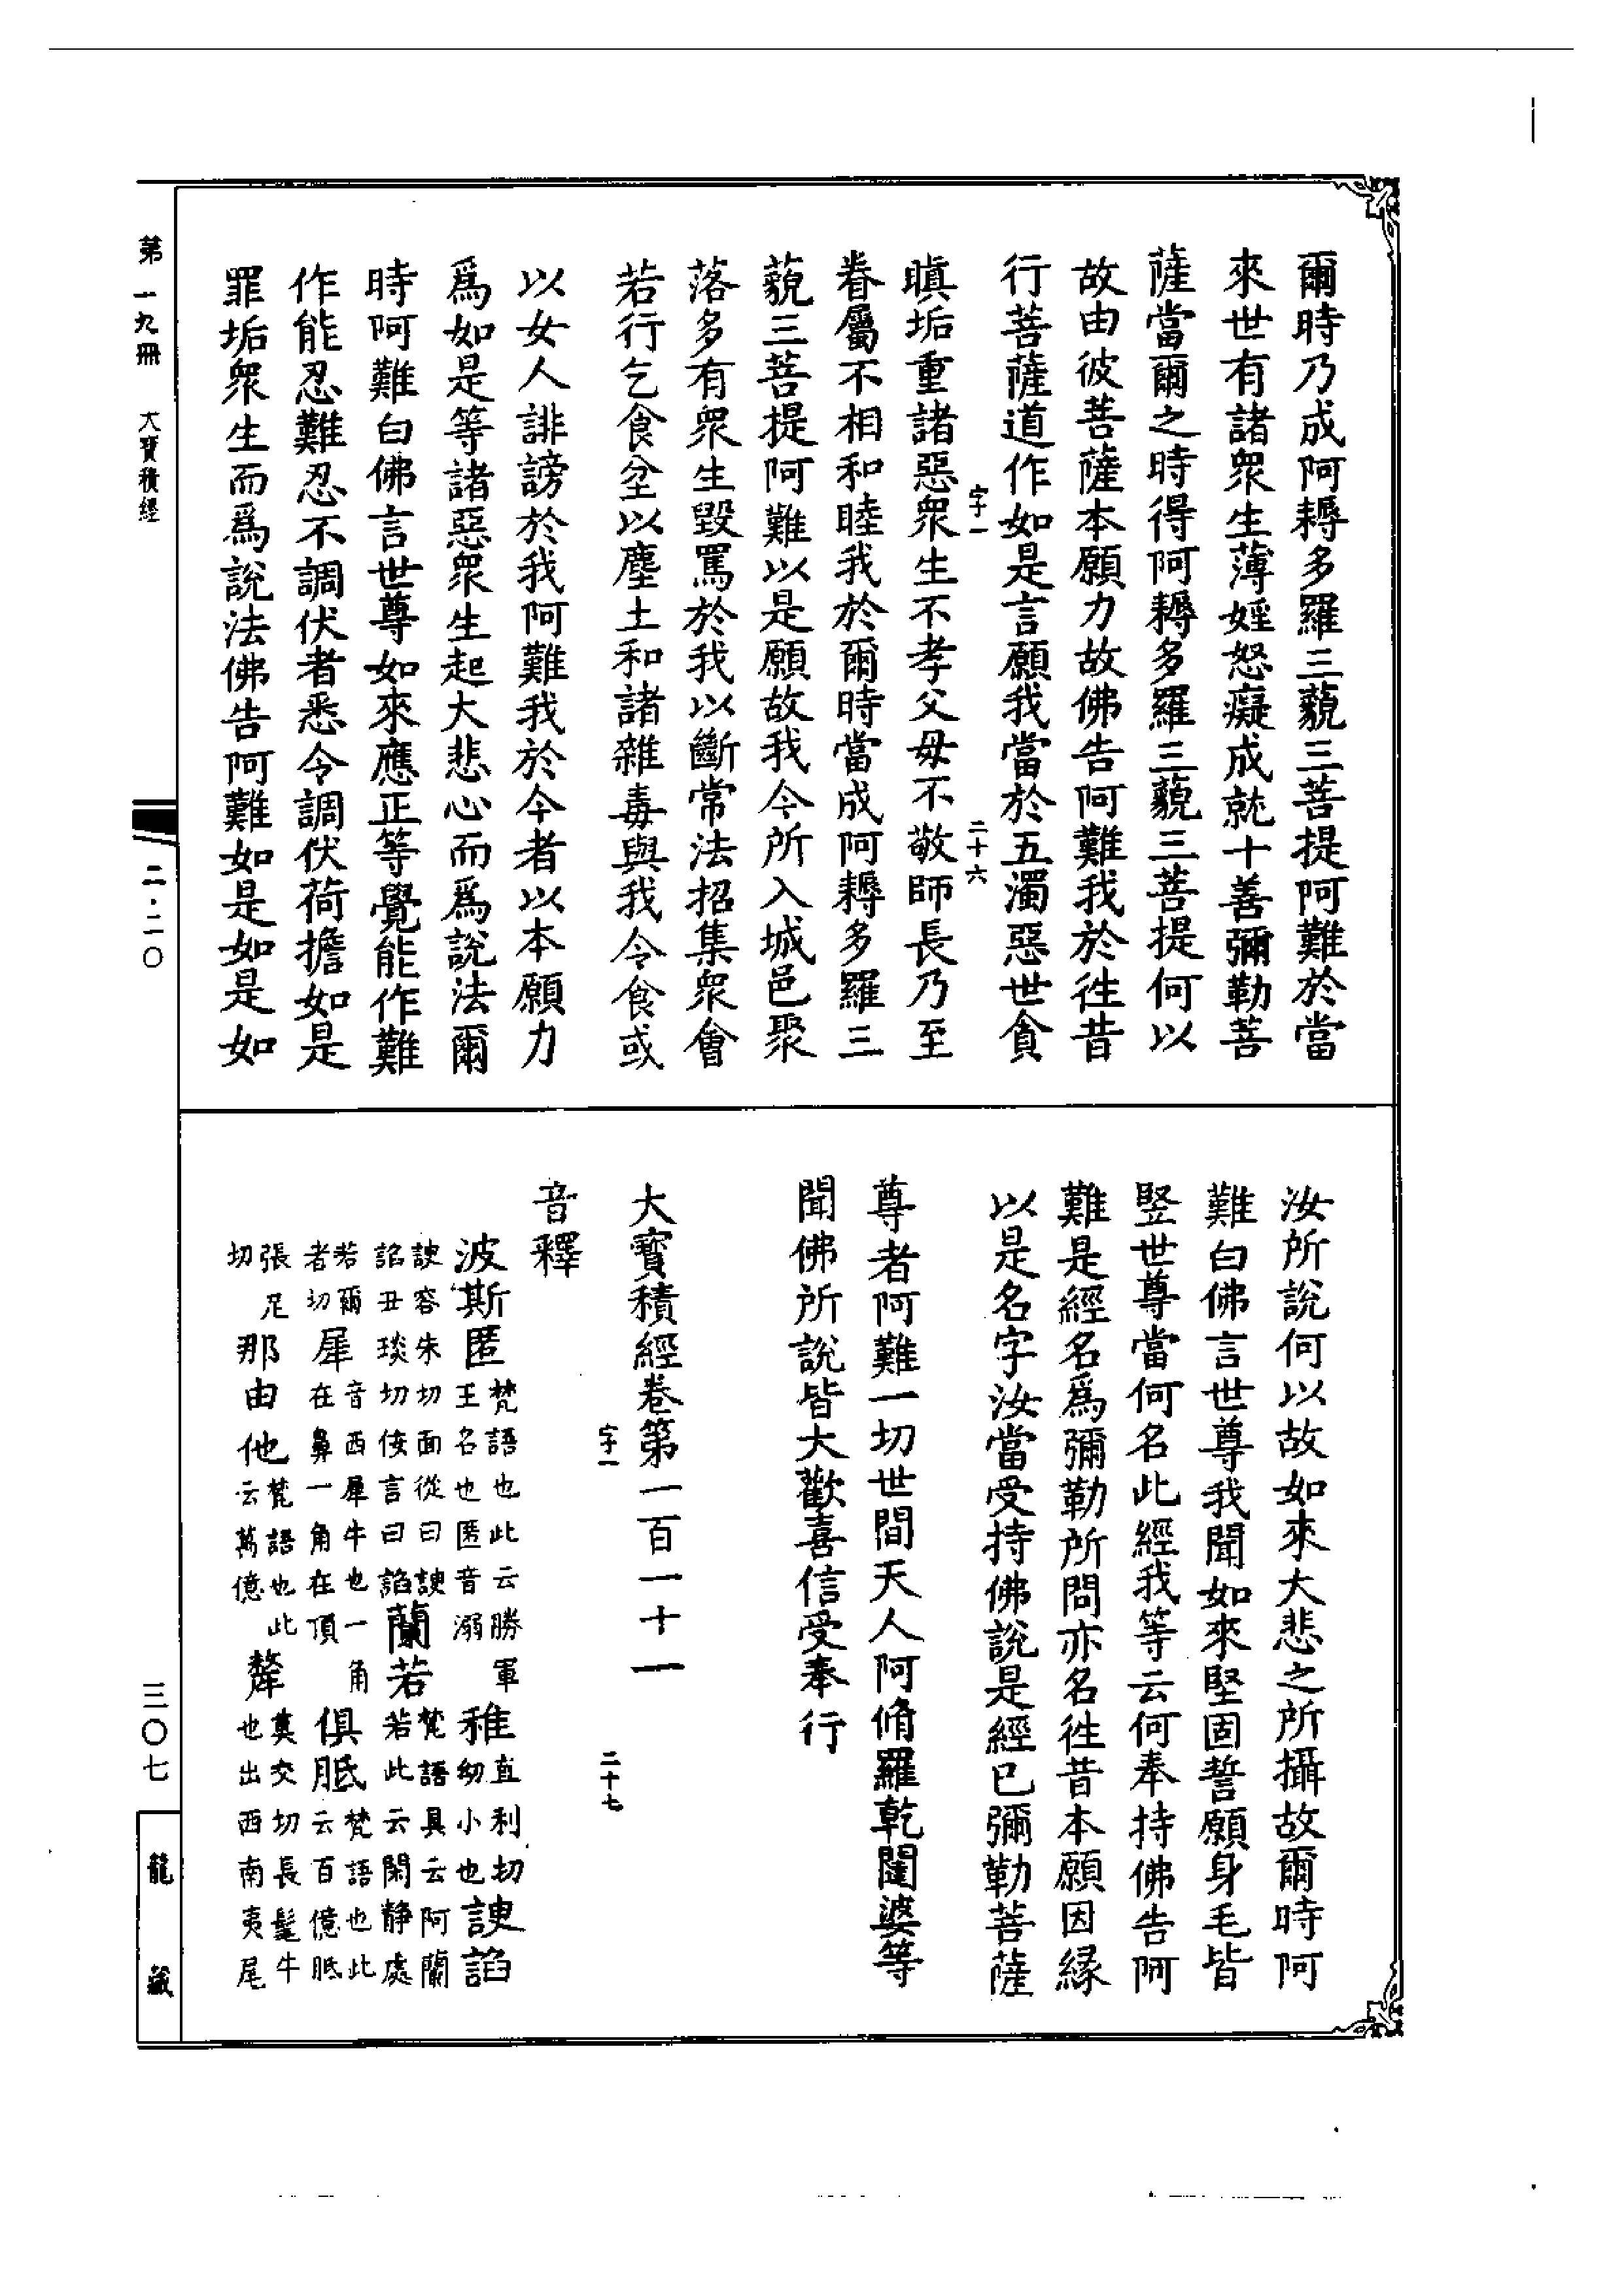 爾時乃成阿耨多羅三藐三菩提阿難於當
來世有諸衆生薄婬怒癡成就十善彌勒菩
薩當爾之時得阿耨多羅三藐三菩提何以
故由彼菩薩本願力故佛告阿難我於往昔
行菩薩道作如是言願我當於五濁惡世貪
字一 二十六
瞋垢重諸惡衆生不孝父母不敬師長乃至
眷屬不相和睦我於爾時當成阿耨多羅三
藐三菩提阿難以是願故我今所入城邑聚
落多有衆生毀罵於我以斷常法招集衆會
若行乞食坌以塵土和諸雜毒與我令食或
以女人誹謗於我阿難我於今者以本願力
爲如是等諸惡衆生起大悲心而爲說法爾
時阿難白佛言世尊如來應正等覺能作難
作能忍難忍不調伏者悉令調伏荷擔如是
罪垢衆生而爲說法佛告阿難如是如是如
汝所說何以故如來大悲之所攝故爾時阿
難白佛言世尊我聞如來堅固誓願身毛皆
竪世尊當何名此經我等云何奉持佛告阿
難是經名爲彌勒所問亦名往昔本願因緣
以是名字汝當受持佛說是經已彌勒菩薩
尊者阿難一切世間天人阿脩羅乾闥婆等
聞佛所說皆大歡喜信受奉行
大寶積經卷第一百一十一
字一 二十七
音釋
波斯匿梵語也此云勝軍王名也匿音溺 稚直利切幼小也 諛諂
諛容朱切面從曰諛諂丑琰切佞言曰諂 蘭若梵語具云阿蘭若此云閑靜處
若爾者切 犀音西犀牛也一角在鼻一角在頂 俱胝梵語也此云百億胝
張尼切 那由他梵語也此云萬億 犛莫交切長髦牛也出西南夷尾
第一九冊 大寶積經
二·二〇
三〇七
龍藏